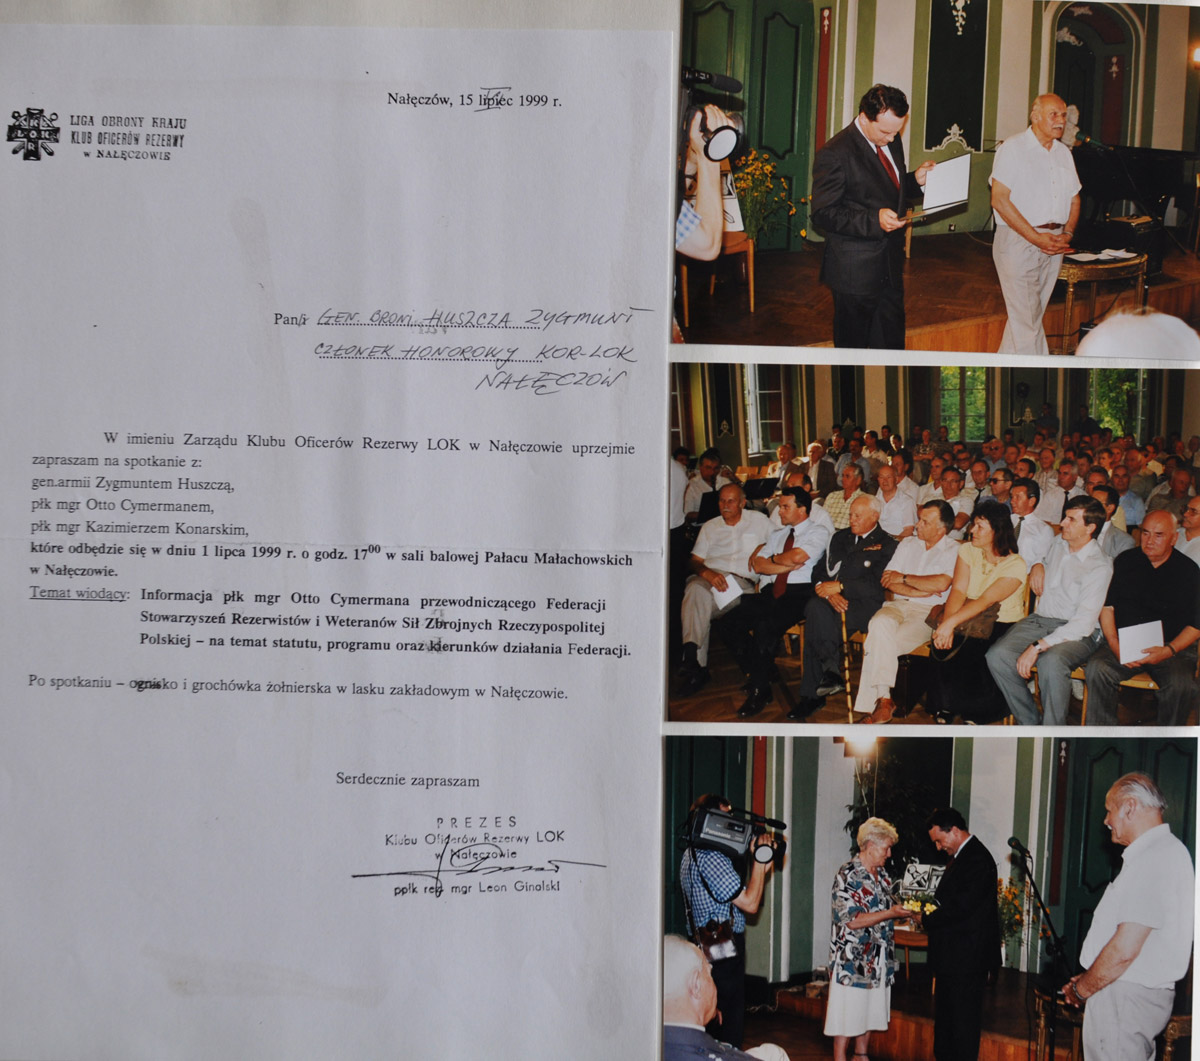 Nałęczów, 15 lipiec 1999 r.
LIGA OBRONY KRAJU
KLUB OFICERÓW REZERWY
W NAŁĘCZOWIE
K
L O K
R
Pan/i GEN. BRONI HUSZCZA ZYGMUNT
CZŁONEK HONOROWY KOR-LOK
NAŁĘCZÓW
W imieniu Zarządu Klubu Oficerów Rezerwy LOK w Nałęczowie uprzejmie
zapraszam na spotkanie z:
gen.armii Zygmuntem Huszczą,
płk mgr Otto Cymermanem,
płk mgr Kazimierzem Konarskim,
które odbędzie się w dniu 1 lipca 1999 r. o godz. 17⁰⁰ w sali balowej Pałacu Małachowskich
w Nałęczowie.
Temat wiodący: Informacja płk mgr Otto Cymermana przewodniczącego Federacji
Stowarzyszeń Rezerwistów i Weteranów Sił Zbrojnych Rzeczypospolitej
Polskiej – na temat statutu, programu oraz kierunków działania Federacji.
Po spotkaniu – ognisko i grochówka żołnierska w lasku zakładowym w Nałęczowie.
Serdecznie zapraszam
PREZES
Klubu Oficerów Rezerwy LOK
w Nałęczowie
ppłk rez mgr Leon Ginalski
Panasonic